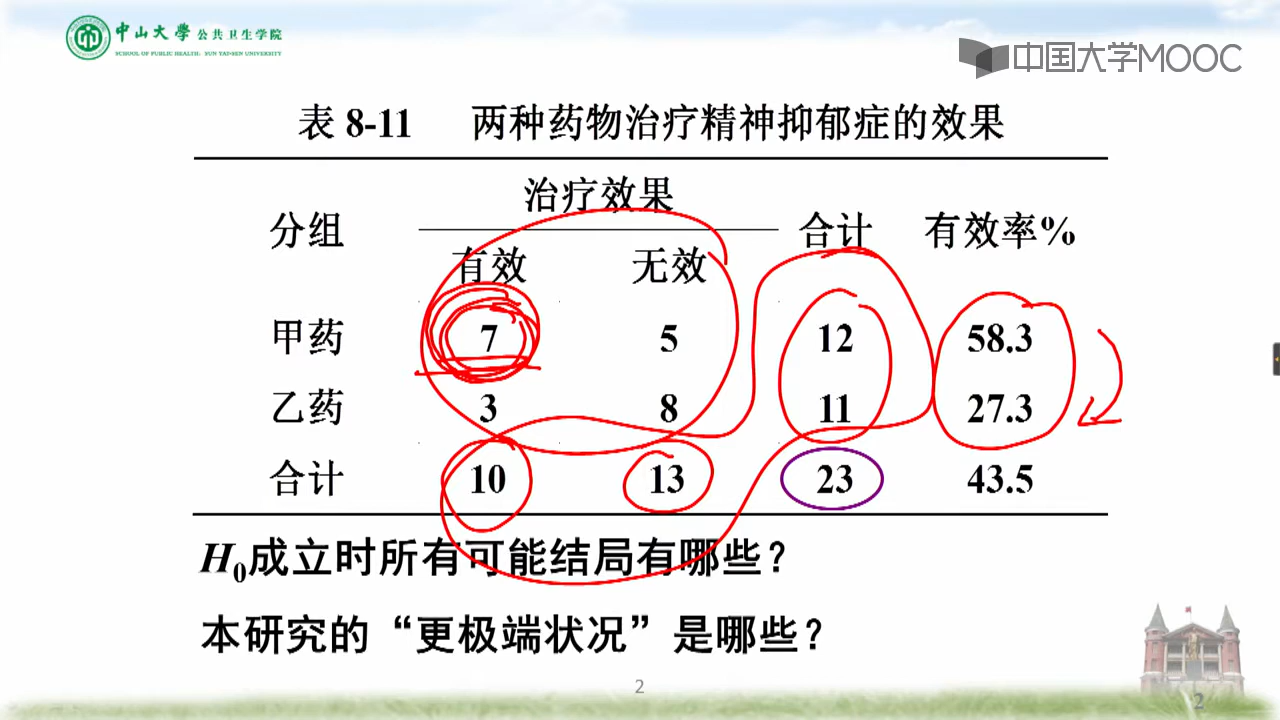 中山大学 公共卫生学院
SCHOOL OF PUBLIC HEALTH, SUN YAT-SEN UNIVERSITY
中国大学MOOC
表 8-11 两种药物治疗精神抑郁症的效果
分组 治疗效果 合计 有效率%
有效 无效
甲药 7 5 12 58.3
乙药 3 8 11 27.3
合计 10 13 23 43.5
H0成立时所有可能结局有哪些？
本研究的“更极端状况”是哪些？
2
2